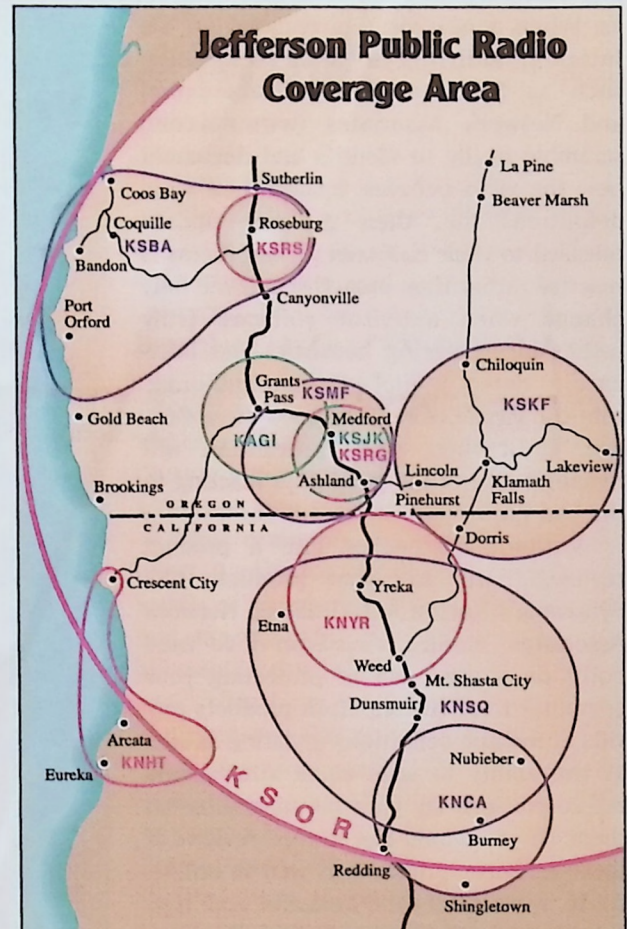 Jefferson Public Radio
Coverage Area
La Pine
Sutherlin
Coos Bay
Beaver Marsh
Coquille
KSBA
Roseburg
KSRS
Bandon
Canyonville
Port
Orford
Chiloquin
Grants
Pass
KSMF
KSKF
Gold Beach
Medford
KAGI
KSJK
KSRG
Lakeview
Ashland
Lincoln
Pinehurst
Klamath
Falls
Brookings
OREGON
CALIFORNIA
Dorris
Crescent City
Yreka
Etna
KNYR
Weed
Mt. Shasta City
Dunsmuir
KNSQ
Arcata
Nubieber
KNHT
Eureka
KSOR
KNCA
Burney
Redding
Shingletown